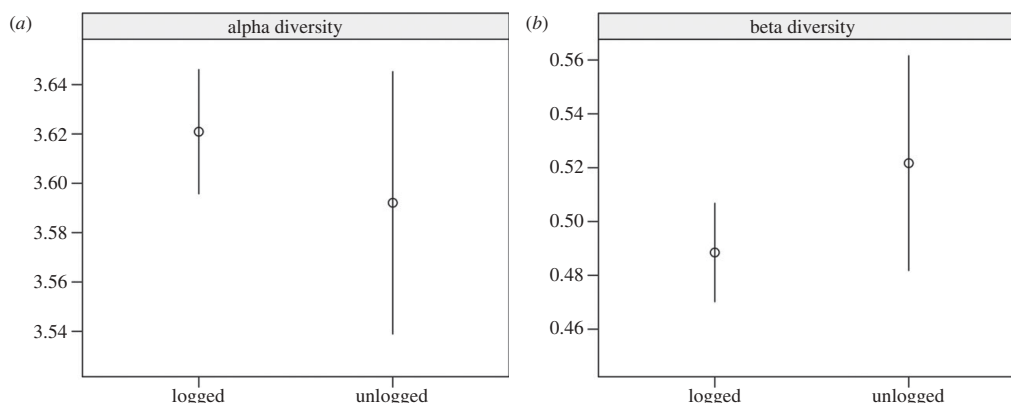 (a)
alpha diversity
3.64
3.62
3.60
3.58
3.56
3.54
logged unlogged
(b)
beta diversity
0.56
0.54
0.52
0.50
0.48
0.46
logged unlogged